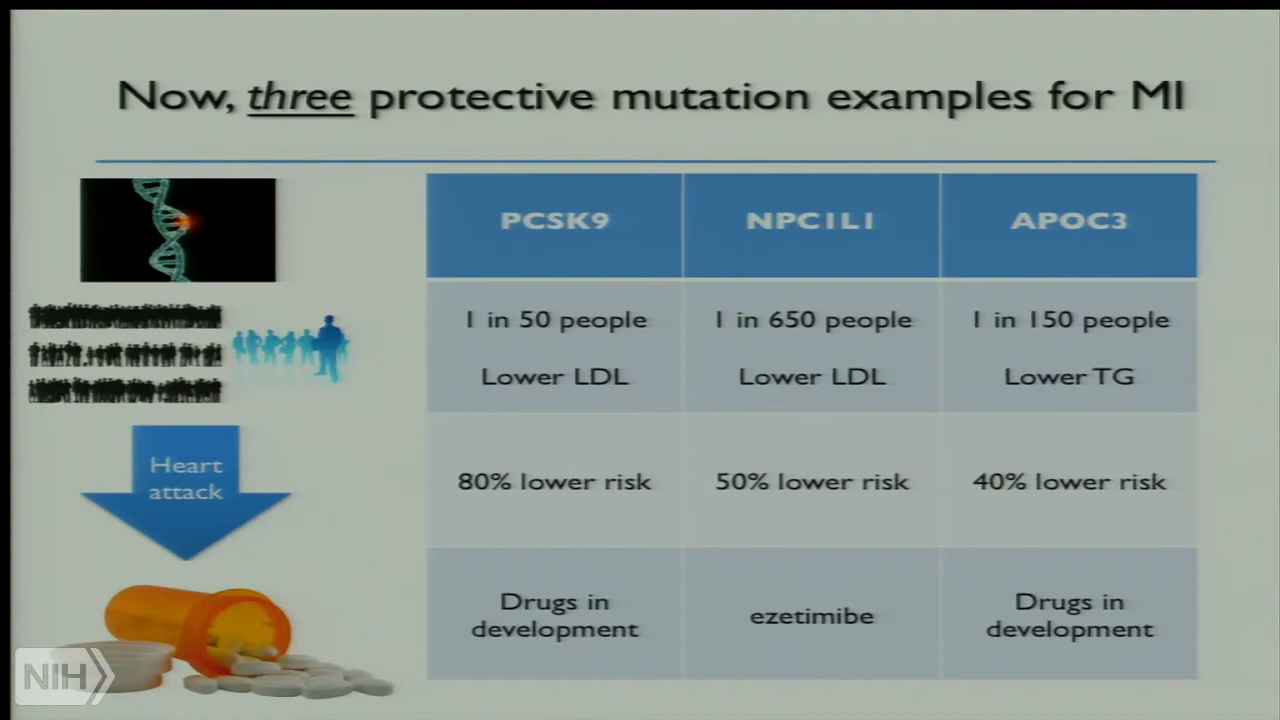 Now, three protective mutation examples for MI
PCSK9
NPC1L1
APOC3
1 in 50 people
Lower LDL
1 in 650 people
Lower LDL
1 in 150 people
Lower TG
Heart
attack
80% lower risk
50% lower risk
40% lower risk
Drugs in
development
ezetimibe
Drugs in
development
NIH